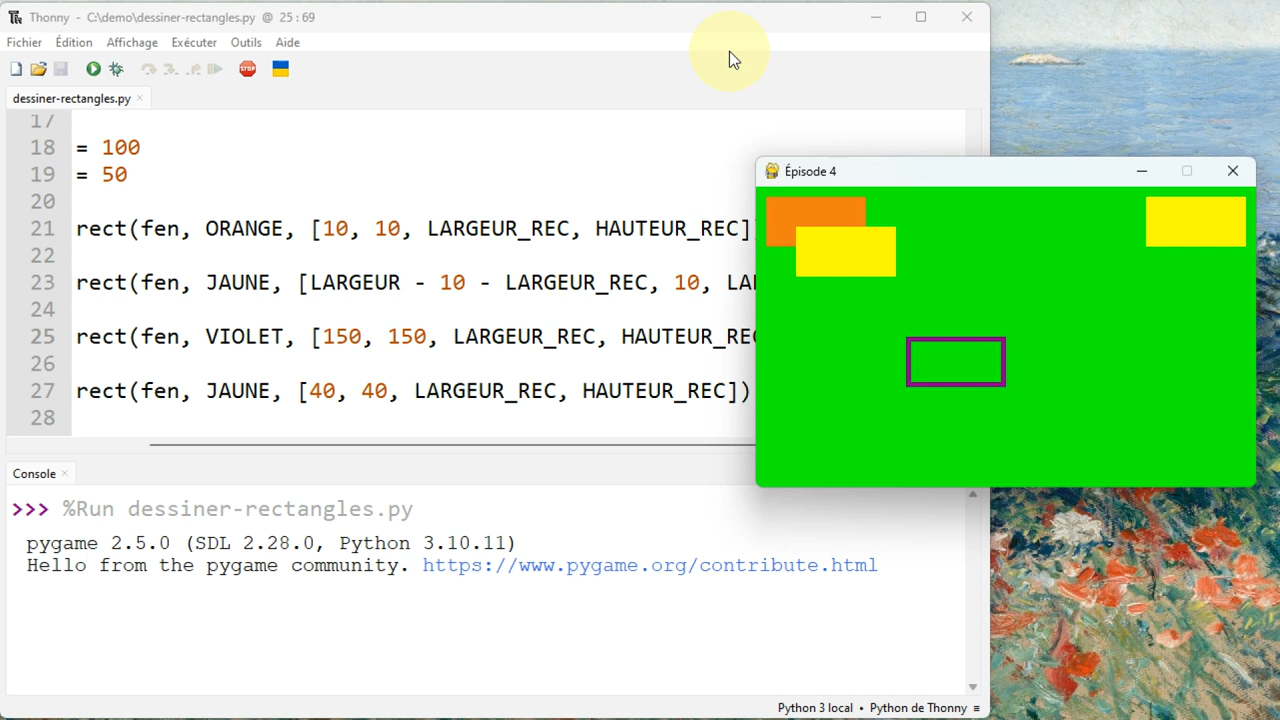 Thonny - C:\demo\dessiner-rectangles.py @ 25 : 69
Fichier Édition Affichage Exécuter Outils Aide
STOP
dessiner-rectangles.py ×
17
18 = 100
19 = 50
20
21 rect(fen, ORANGE, [10, 10, LARGEUR_REC, HAUTEUR_REC]
22
23 rect(fen, JAUNE, [LARGEUR - 10 - LARGEUR_REC, 10,
24
25 rect(fen, VIOLET, [150, 150, LARGEUR_REC,
26
27 rect(fen, JAUNE, [40, 40, LARGEUR_REC, HAUTEUR_REC])
28
Épisode 4
Console ×
>>> %Run dessiner-rectangles.py
pygame 2.5.0 (SDL 2.28.0, Python 3.10.11)
Hello from the pygame community. https://www.pygame.org/contribute.html
Python 3 local • Python de Thonny ≡